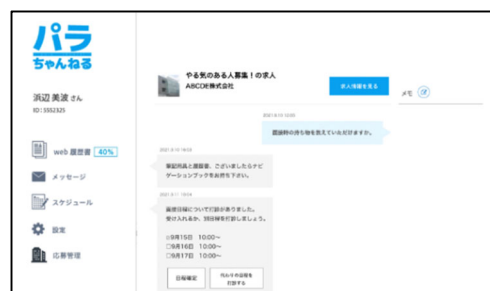 パラ
ちゃんねる
浜辺 美波 さん
ID:5552325
web 履歴書 40%
メッセージ
スケジュール
設定
応募管理
やる気のある人募集！の求人
ABCDE株式会社
求人情報を見る
メモ
面接時の持ち物を教えていただけますか。
筆記用具と履歴書、ございましたらナビ
ゲーションブックをお持ち下さい。
面接日程について打診がありました。
受け入れるか、別日程を打診しましょう。
9月15日 10:00～
□9月16日 10:00～
□9月17日 10:00～
日程確定
代わりの日程を
打診する